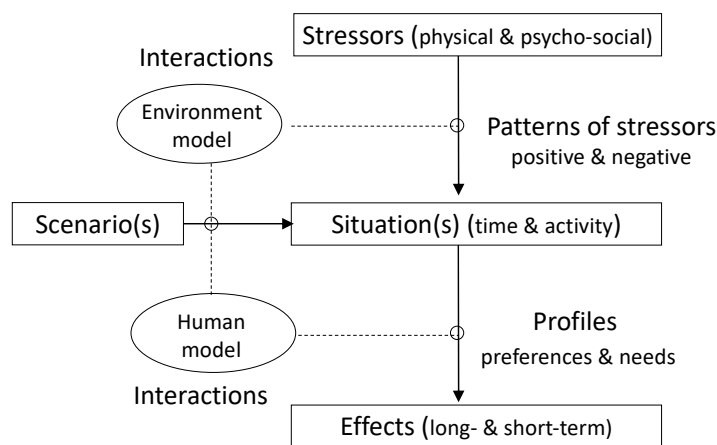 Stressors (physical & psycho-social)
Interactions
Environment
model
Patterns of stressors
positive & negative
Scenario(s)
Situation(s) (time & activity)
Human
model
Profiles
preferences & needs
Interactions
Effects (long- & short-term)